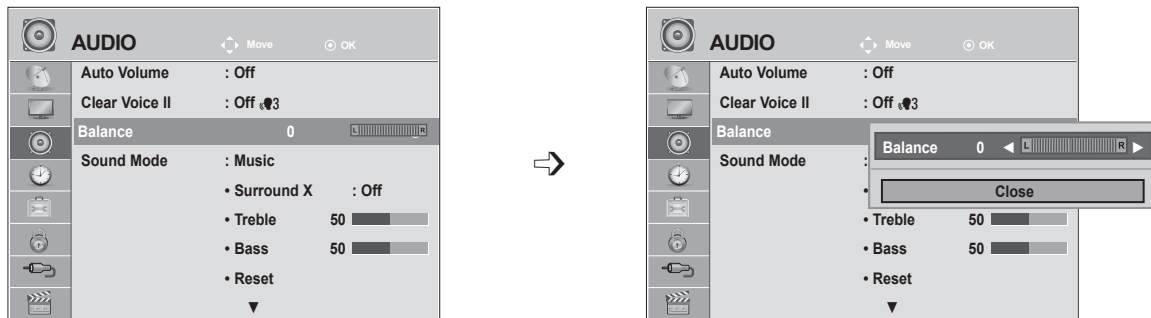 AUDIO Move OK
Auto Volume : Off
Clear Voice II : Off 3
Balance 0 L R
Sound Mode : Music
• Surround X : Off
• Treble 50
• Bass 50
• Reset
▼
AUDIO Move OK
Auto Volume : Off
Clear Voice II : Off 3
Balance
Balance 0 ◀ L R ▶
Sound Mode :
Close
•
• Treble 50
• Bass 50
• Reset
▼